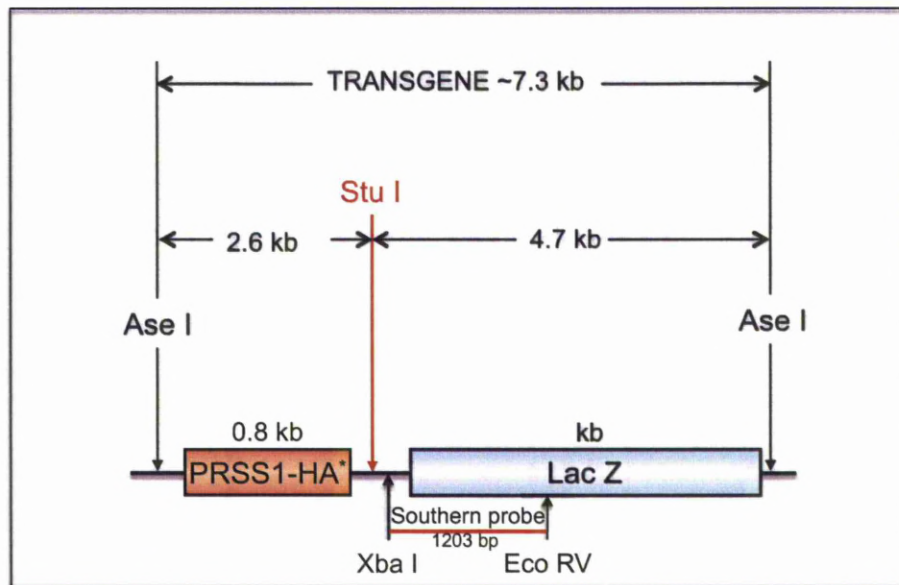 TRANSGENE ~7.3 kb
Stu I
2.6 kb
4.7 kb
Ase I
Ase I
0.8 kb
kb
PRSS1-HA*
Lac Z
Southern probe
1203 bp
Xba I
Eco RV